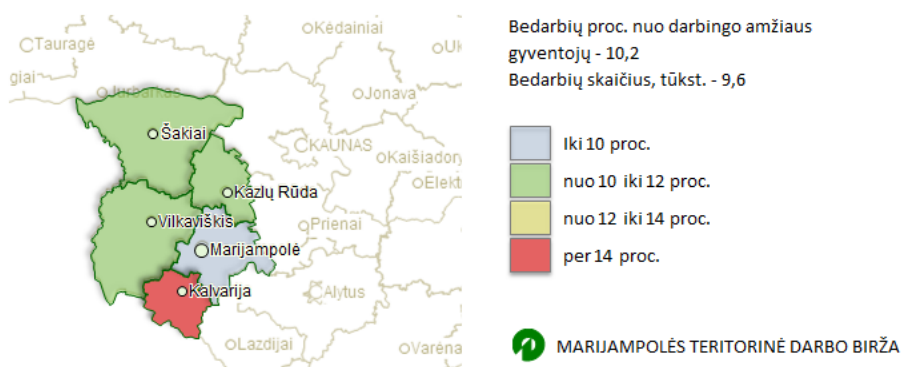 Tauragė
Kėdainiai
giai
Jurbarkas
Jonava
Šakiai
KAUNAS
Kaišiadory
Kazlų Rūda
Elekt
Vilkaviškis
Prienai
Marijampolė
Kalvarija
Alytus
Lazdijai
Varėna
Bedarbių proc. nuo darbingo amžiaus
gyventojų - 10,2
Bedarbių skaičius, tūkst. - 9,6
Iki 10 proc.
nuo 10 iki 12 proc.
nuo 12 iki 14 proc.
per 14 proc.
MARIJAMPOLĖS TERITORINĖ DARBO BIRŽA